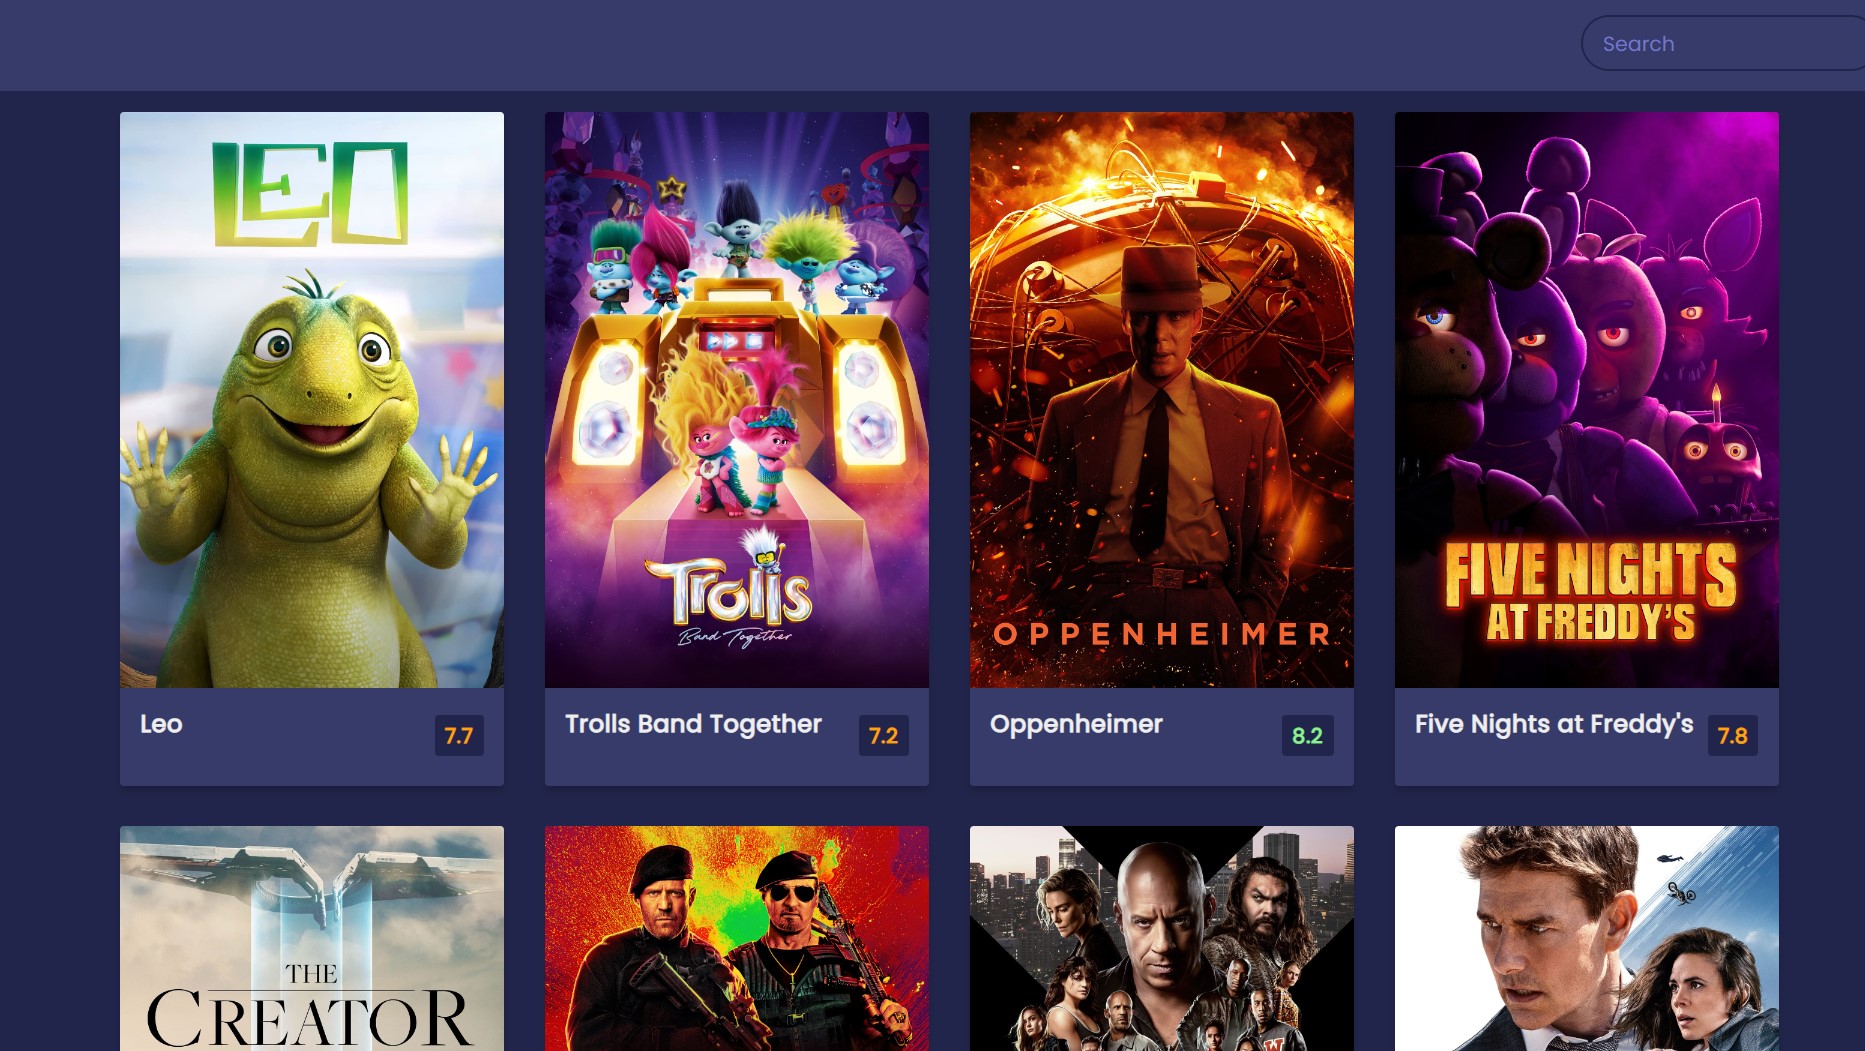 Search
LEO
Trolls
Band Together
OPPENHEIMER
FIVE NIGHTS
AT FREDDY'S
Leo
7.7
Trolls Band Together
7.2
Oppenheimer
8.2
Five Nights at Freddy's
7.8
THE
CREATOR